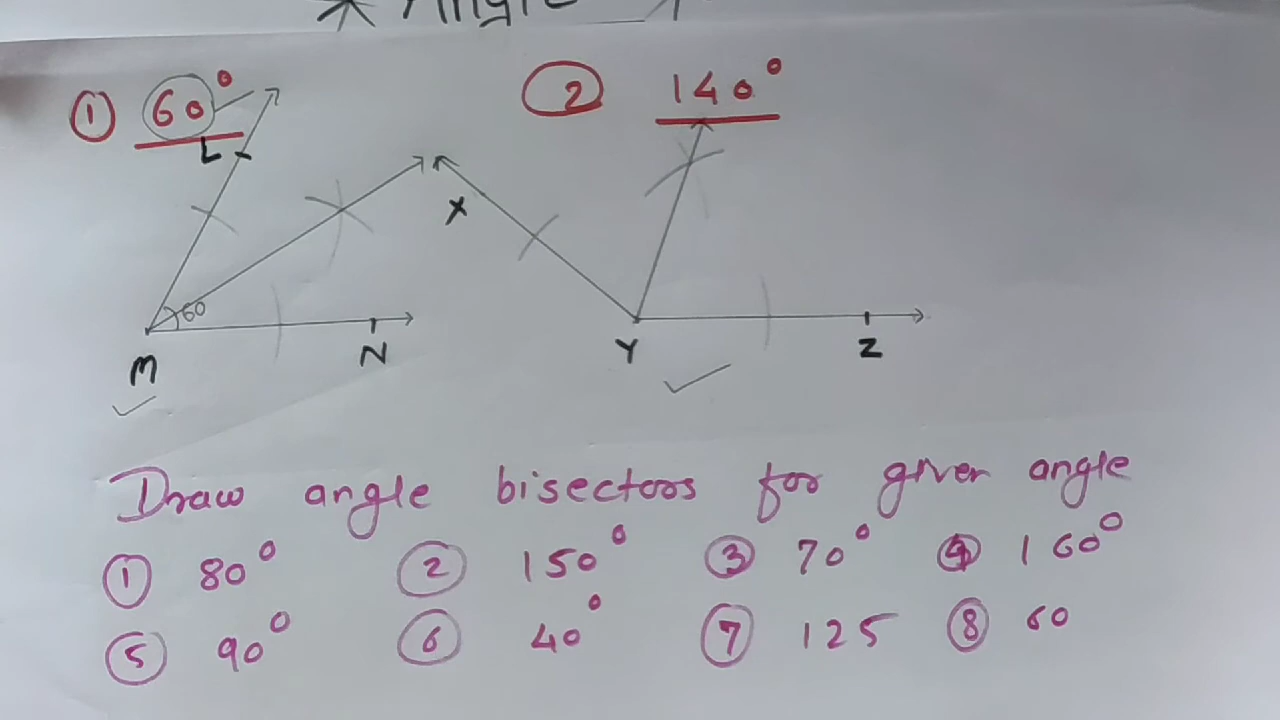 * Angle
① 60° ② 140°
L
X
60
M N Y Z
Draw angle bisectors for given angle
① 80° ② 150° ③ 70° ④ 160°
⑤ 90° ⑥ 40° ⑦ 125 ⑧ 60